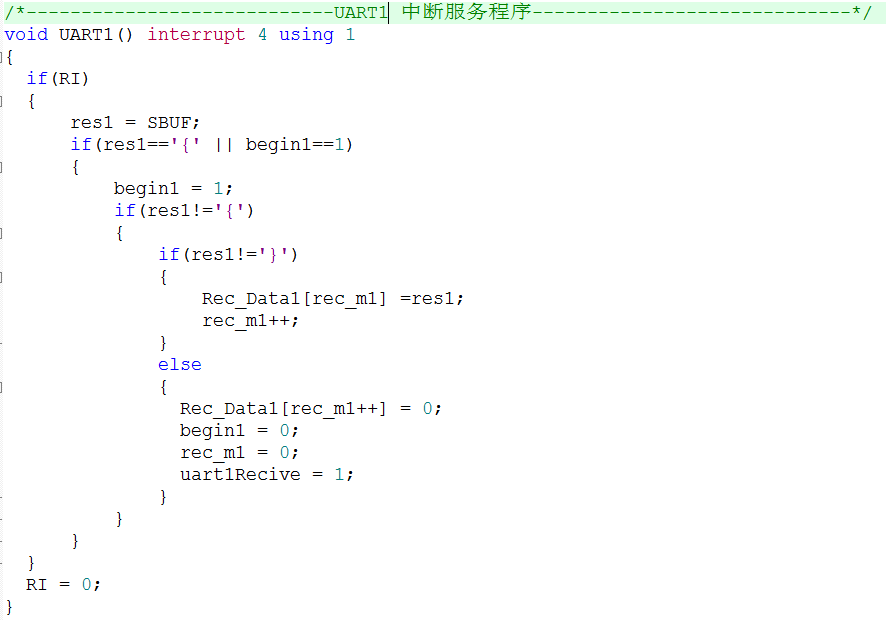 /*----------------------------UART1 中断服务程序-----------------------------*/
void UART1() interrupt 4 using 1
{
  if(RI)
  {
      res1 = SBUF;
      if(res1=='{' || begin1==1)
      {
          begin1 = 1;
          if(res1!='{')
          {
              if(res1!='}')
              {
                  Rec_Data1[rec_m1] =res1;
                  rec_m1++;
              }
              else
              {
                Rec_Data1[rec_m1++] = 0;
                begin1 = 0;
                rec_m1 = 0;
                uart1Recive = 1;
              }
          }
      }
  }
  RI = 0;
}